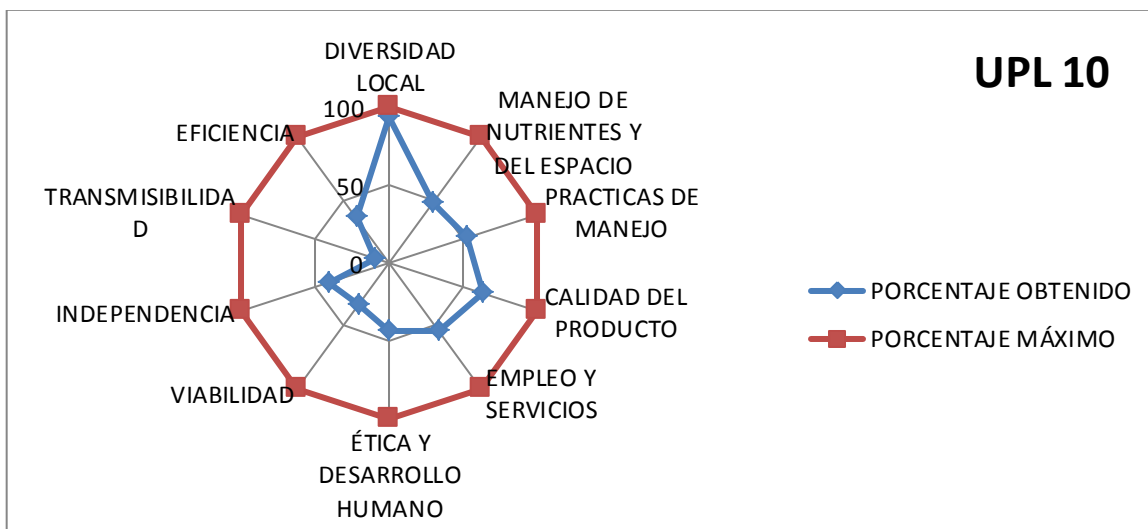 UPL 10
DIVERSIDAD
LOCAL
MANEJO DE
NUTRIENTES Y
DEL ESPACIO
PRACTICAS DE
MANEJO
CALIDAD DEL
PRODUCTO
EMPLEO Y
SERVICIOS
ÉTICA Y
DESARROLLO
HUMANO
VIABILIDAD
INDEPENDENCIA
TRANSMISIBILIDA
D
EFICIENCIA
100
50
0
PORCENTAJE OBTENIDO
PORCENTAJE MÁXIMO